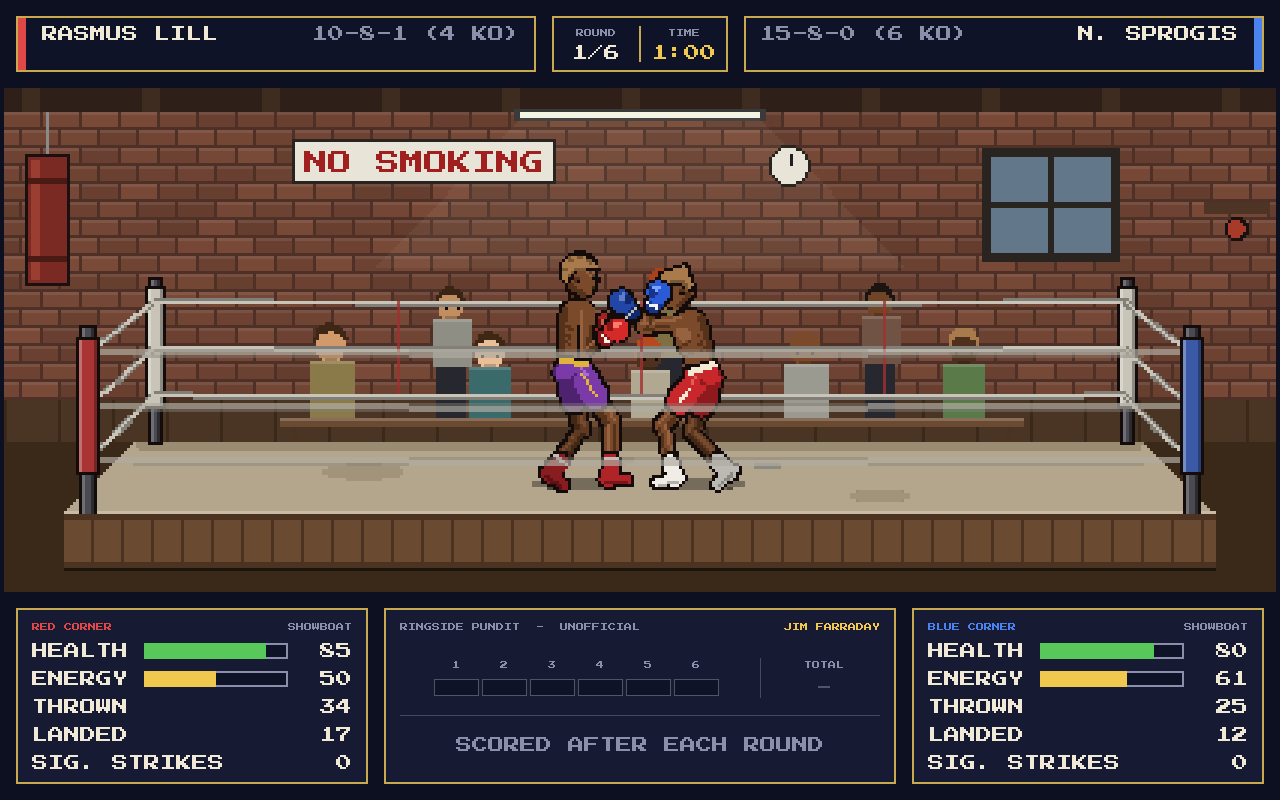 RASMUS LILL 10-8-1 (4 KO)
ROUND
1/6
TIME
1:00
15-8-0 (6 KO) N. SPROGIS
NO SMOKING
RED CORNER SHOWBOAT
HEALTH 85
ENERGY 50
THROWN 34
LANDED 17
SIG. STRIKES 0
RINGSIDE PUNDIT - UNOFFICIAL JIM FARRADAY
1 2 3 4 5 6 TOTAL
—
SCORED AFTER EACH ROUND
BLUE CORNER SHOWBOAT
HEALTH 80
ENERGY 61
THROWN 25
LANDED 12
SIG. STRIKES 0